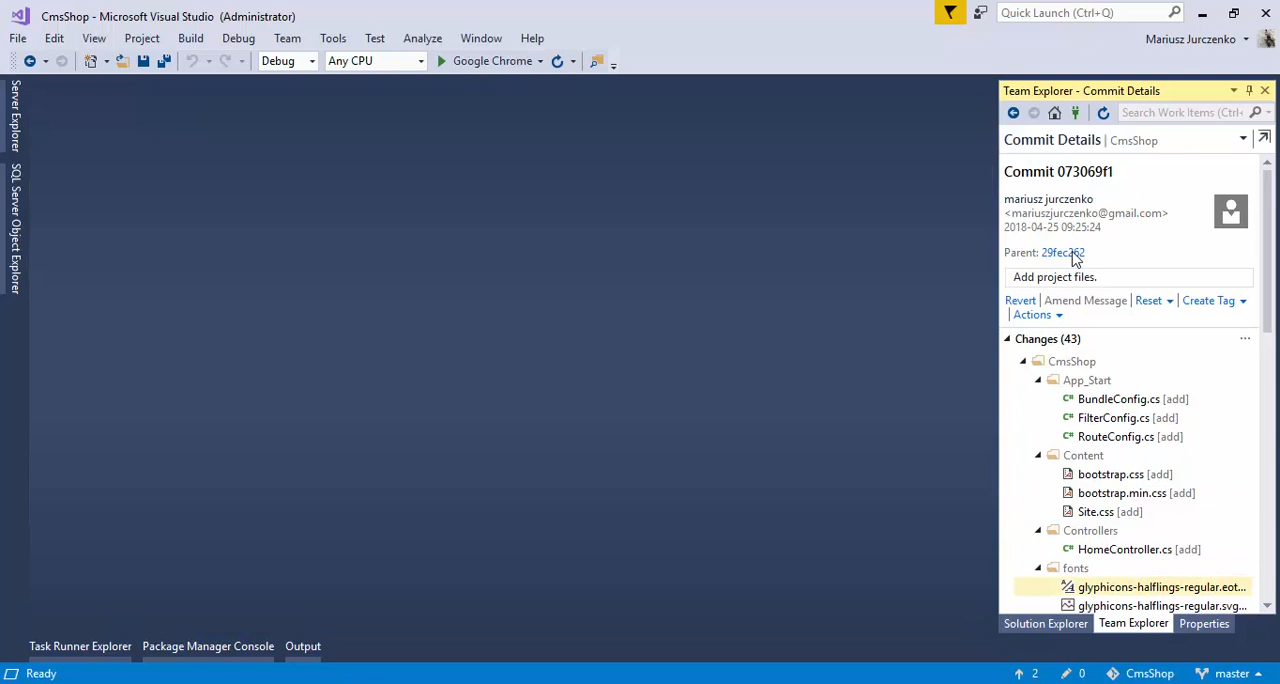 CmsShop - Microsoft Visual Studio (Administrator)
Quick Launch (Ctrl+Q)
File Edit View Project Build Debug Team Tools Test Analyze Window Help
Mariusz Jurczenko
Debug Any CPU Google Chrome
Server Explorer
SQL Server Object Explorer
Team Explorer - Commit Details
Search Work Items (Ctrl+
Commit Details | CmsShop
Commit 073069f1
mariusz jurczenko
<mariuszjurczenko@gmail.com>
2018-04-25 09:25:24
Parent: 29fec262
Add project files.
Revert | Amend Message | Reset | Create Tag
| Actions
Changes (43) ...
CmsShop
App_Start
C# BundleConfig.cs [add]
C# FilterConfig.cs [add]
C# RouteConfig.cs [add]
Content
bootstrap.css [add]
bootstrap.min.css [add]
Site.css [add]
Controllers
C# HomeController.cs [add]
fonts
glyphicons-halflings-regular.eot...
glyphicons-halflings-regular.svg...
Solution Explorer Team Explorer Properties
Task Runner Explorer Package Manager Console Output
Ready 2 0 CmsShop master